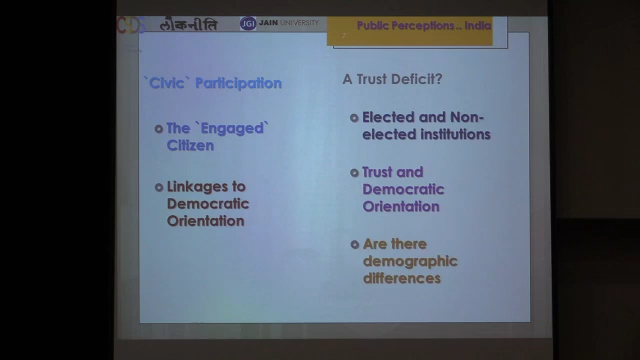 CSDS
लोकनीति
JGI JAIN UNIVERSITY
Public Perceptions... India
`Civic` Participation
The `Engaged`
Citizen
Linkages to
Democratic
Orientation
A Trust Deficit?
Elected and Non-
elected institutions
Trust and
Democratic
Orientation
Are there
demographic
differences